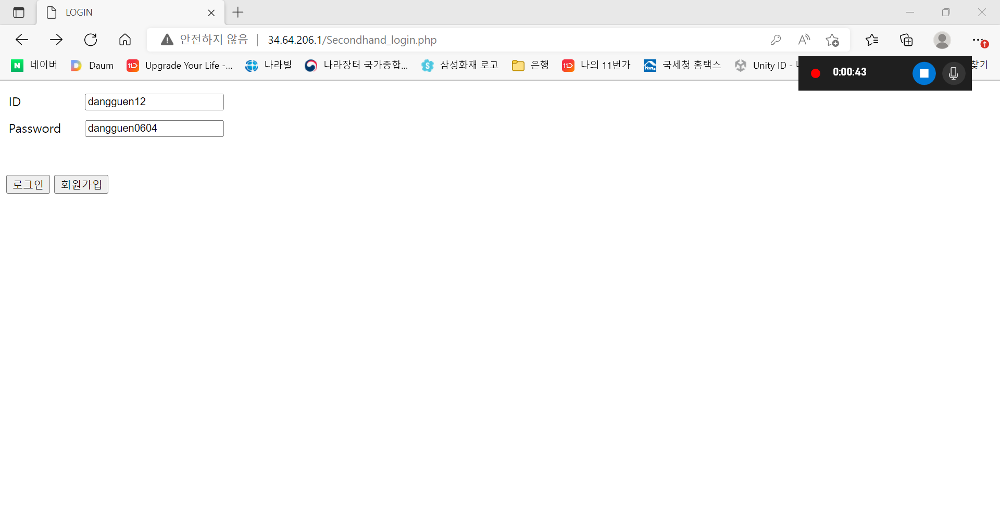 LOGIN
안전하지 않음 | 34.64.206.1/Secondhand_login.php
네이버 Daum Upgrade Your Life -... 나라빌 나라장터 국가종합... 삼성화재 로고 은행 나의 11번가 국세청 홈택스 Unity ID - 찾기
0:00:43
ID dangguen12
Password dangguen0604
로그인 회원가입